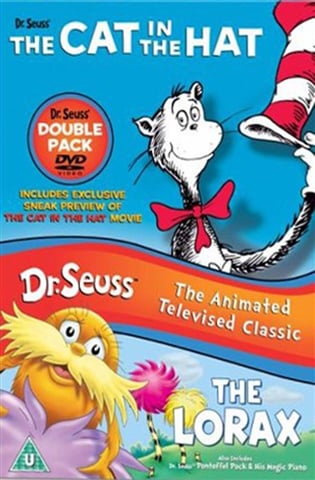 Dr. Seuss'
THE CAT IN THE HAT
Dr. Seuss'
DOUBLE
PACK
DVD
VIDEO
INCLUDES EXCLUSIVE
SNEAK PREVIEW OF
THE CAT IN THE HAT MOVIE
Dr. Seuss™
The Animated
Televised Classic
THE
LORAX
Also Includes
Dr. Seuss' Pontoffel Pock & His Magic Piano
U